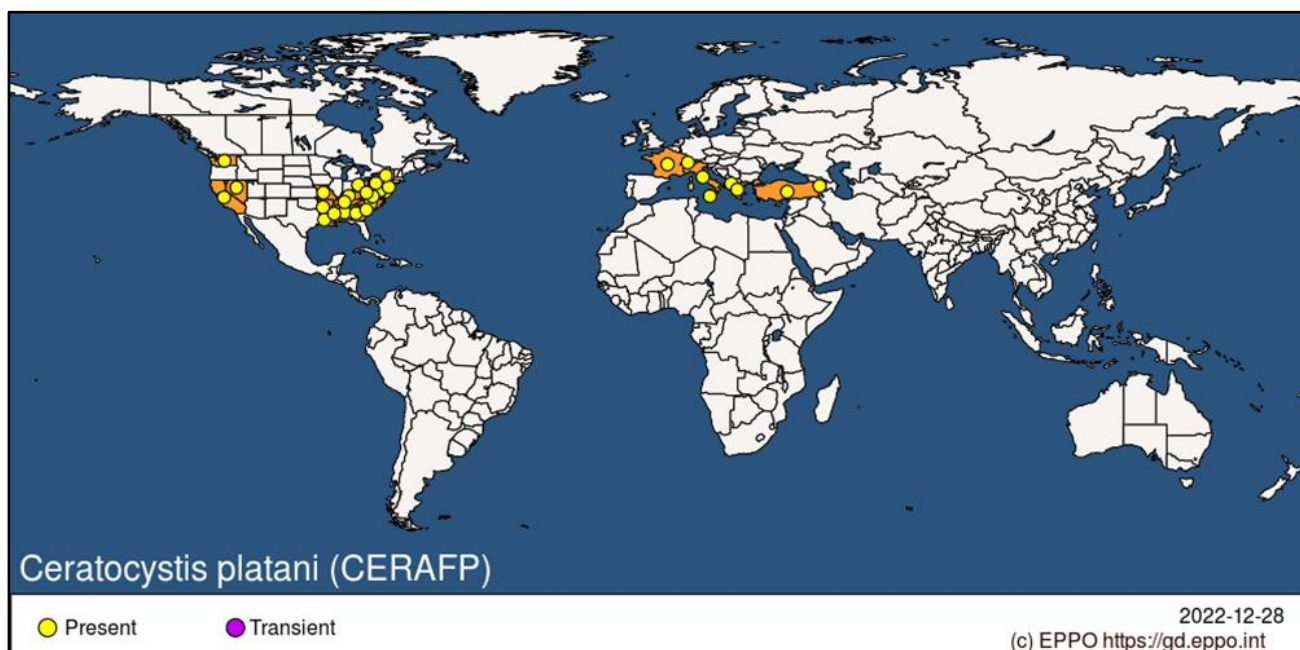 Ceratocystis platani (CERAFP)
Present
Transient
2022-12-28
(c) EPPO https://gd.eppo.int